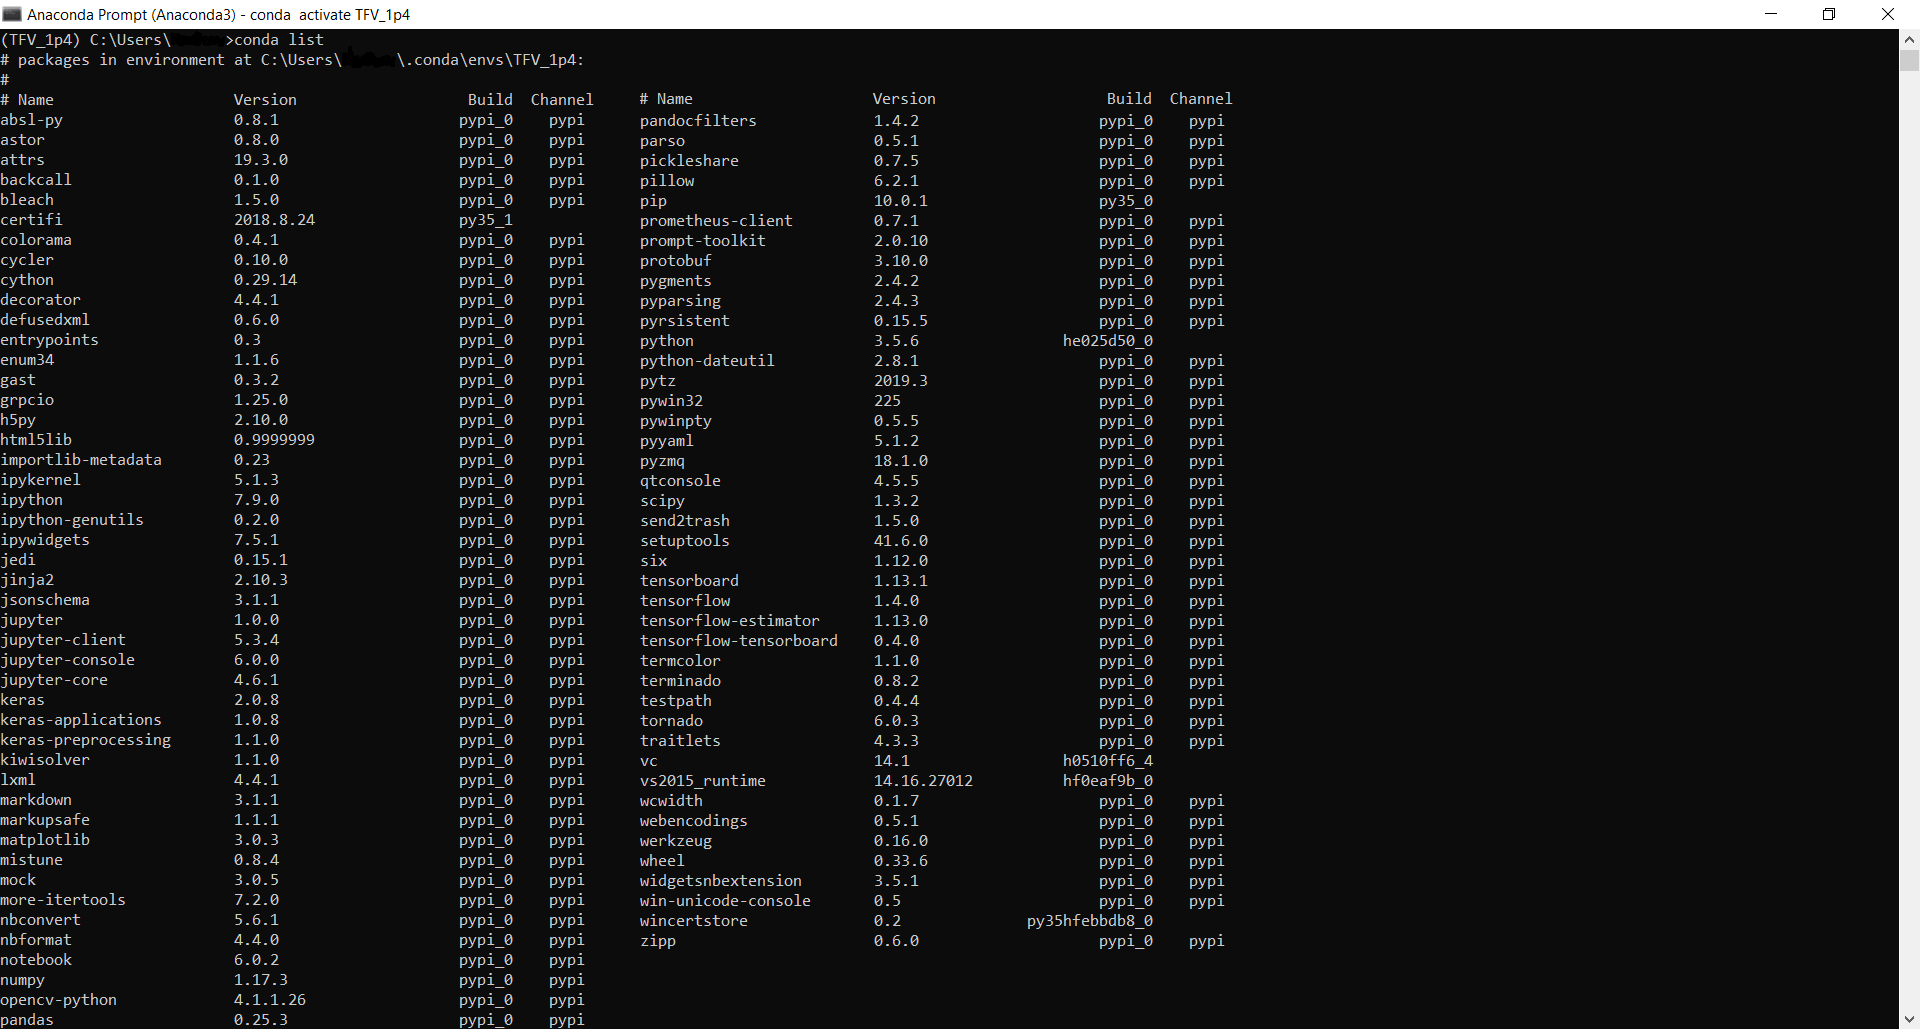 Anaconda Prompt (Anaconda3) - conda  activate TFV_1p4
(TFV_1p4) C:\Users\ >conda list
# packages in environment at C:\Users\ \.conda\envs\TFV_1p4:
#
# Name Version Build Channel
absl-py 0.8.1 pypi_0 pypi
astor 0.8.0 pypi_0 pypi
attrs 19.3.0 pypi_0 pypi
backcall 0.1.0 pypi_0 pypi
bleach 1.5.0 pypi_0 pypi
certifi 2018.8.24 py35_1
colorama 0.4.1 pypi_0 pypi
cycler 0.10.0 pypi_0 pypi
cython 0.29.14 pypi_0 pypi
decorator 4.4.1 pypi_0 pypi
defusedxml 0.6.0 pypi_0 pypi
entrypoints 0.3 pypi_0 pypi
enum34 1.1.6 pypi_0 pypi
gast 0.3.2 pypi_0 pypi
grpcio 1.25.0 pypi_0 pypi
h5py 2.10.0 pypi_0 pypi
html5lib 0.9999999 pypi_0 pypi
importlib-metadata 0.23 pypi_0 pypi
ipykernel 5.1.3 pypi_0 pypi
ipython 7.9.0 pypi_0 pypi
ipython-genutils 0.2.0 pypi_0 pypi
ipywidgets 7.5.1 pypi_0 pypi
jedi 0.15.1 pypi_0 pypi
jinja2 2.10.3 pypi_0 pypi
jsonschema 3.1.1 pypi_0 pypi
jupyter 1.0.0 pypi_0 pypi
jupyter-client 5.3.4 pypi_0 pypi
jupyter-console 6.0.0 pypi_0 pypi
jupyter-core 4.6.1 pypi_0 pypi
keras 2.0.8 pypi_0 pypi
keras-applications 1.0.8 pypi_0 pypi
keras-preprocessing 1.1.0 pypi_0 pypi
kiwisolver 1.1.0 pypi_0 pypi
lxml 4.4.1 pypi_0 pypi
markdown 3.1.1 pypi_0 pypi
markupsafe 1.1.1 pypi_0 pypi
matplotlib 3.0.3 pypi_0 pypi
mistune 0.8.4 pypi_0 pypi
mock 3.0.5 pypi_0 pypi
more-itertools 7.2.0 pypi_0 pypi
nbconvert 5.6.1 pypi_0 pypi
nbformat 4.4.0 pypi_0 pypi
notebook 6.0.2 pypi_0 pypi
numpy 1.17.3 pypi_0 pypi
opencv-python 4.1.1.26 pypi_0 pypi
pandas 0.25.3 pypi_0 pypi
# Name Version Build Channel
pandocfilters 1.4.2 pypi_0 pypi
parso 0.5.1 pypi_0 pypi
pickleshare 0.7.5 pypi_0 pypi
pillow 6.2.1 pypi_0 pypi
pip 10.0.1 py35_0
prometheus-client 0.7.1 pypi_0 pypi
prompt-toolkit 2.0.10 pypi_0 pypi
protobuf 3.10.0 pypi_0 pypi
pygments 2.4.2 pypi_0 pypi
pyparsing 2.4.3 pypi_0 pypi
pyrsistent 0.15.5 pypi_0 pypi
python 3.5.6 he025d50_0
python-dateutil 2.8.1 pypi_0 pypi
pytz 2019.3 pypi_0 pypi
pywin32 225 pypi_0 pypi
pywinpty 0.5.5 pypi_0 pypi
pyyaml 5.1.2 pypi_0 pypi
pyzmq 18.1.0 pypi_0 pypi
qtconsole 4.5.5 pypi_0 pypi
scipy 1.3.2 pypi_0 pypi
send2trash 1.5.0 pypi_0 pypi
setuptools 41.6.0 pypi_0 pypi
six 1.12.0 pypi_0 pypi
tensorboard 1.13.1 pypi_0 pypi
tensorflow 1.4.0 pypi_0 pypi
tensorflow-estimator 1.13.0 pypi_0 pypi
tensorflow-tensorboard 0.4.0 pypi_0 pypi
termcolor 1.1.0 pypi_0 pypi
terminado 0.8.2 pypi_0 pypi
testpath 0.4.4 pypi_0 pypi
tornado 6.0.3 pypi_0 pypi
traitlets 4.3.3 pypi_0 pypi
vc 14.1 h0510ff6_4
vs2015_runtime 14.16.27012 hf0eaf9b_0
wcwidth 0.1.7 pypi_0 pypi
webencodings 0.5.1 pypi_0 pypi
werkzeug 0.16.0 pypi_0 pypi
wheel 0.33.6 pypi_0 pypi
widgetsnbextension 3.5.1 pypi_0 pypi
win-unicode-console 0.5 pypi_0 pypi
wincertstore 0.2 py35hfebbdb8_0
zipp 0.6.0 pypi_0 pypi